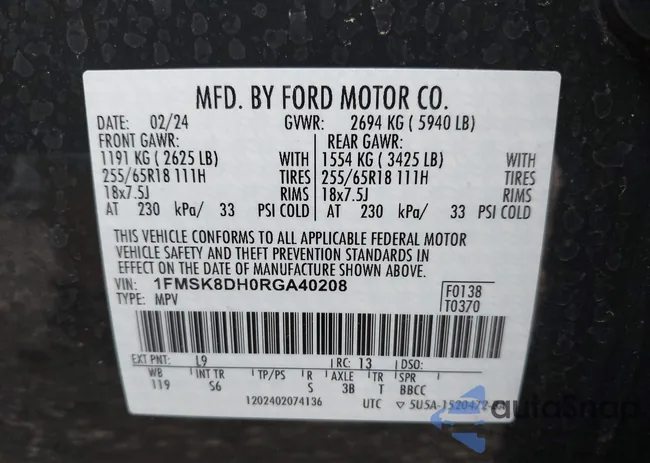 MFD. BY FORD MOTOR CO.
DATE: 02/24 GVWR: 2694 KG ( 5940 LB)
FRONT GAWR: REAR GAWR:
1191 KG ( 2625 LB) WITH 1554 KG ( 3425 LB) WITH
255/65R18 111H TIRES 255/65R18 111H TIRES
18x7.5J RIMS 18x7.5J RIMS
AT 230 kPa/ 33 PSI COLD AT 230 kPa/ 33 PSI COLD
THIS VEHICLE CONFORMS TO ALL APPLICABLE FEDERAL MOTOR
VEHICLE SAFETY AND THEFT PREVENTION STANDARDS IN
EFFECT ON THE DATE OF MANUFACTURE SHOWN ABOVE.
VIN: 1FMSK8DH0RGA40208
TYPE: MPV
F0138
T0370
EXT PNT: L9 RC: 13 DSO:
WB INT TR TP/PS R AXLE T SPR
119 S6 S 3B T BBCC
1202402074136 UTC ▽ 5U5A-1520472-
autoSnap